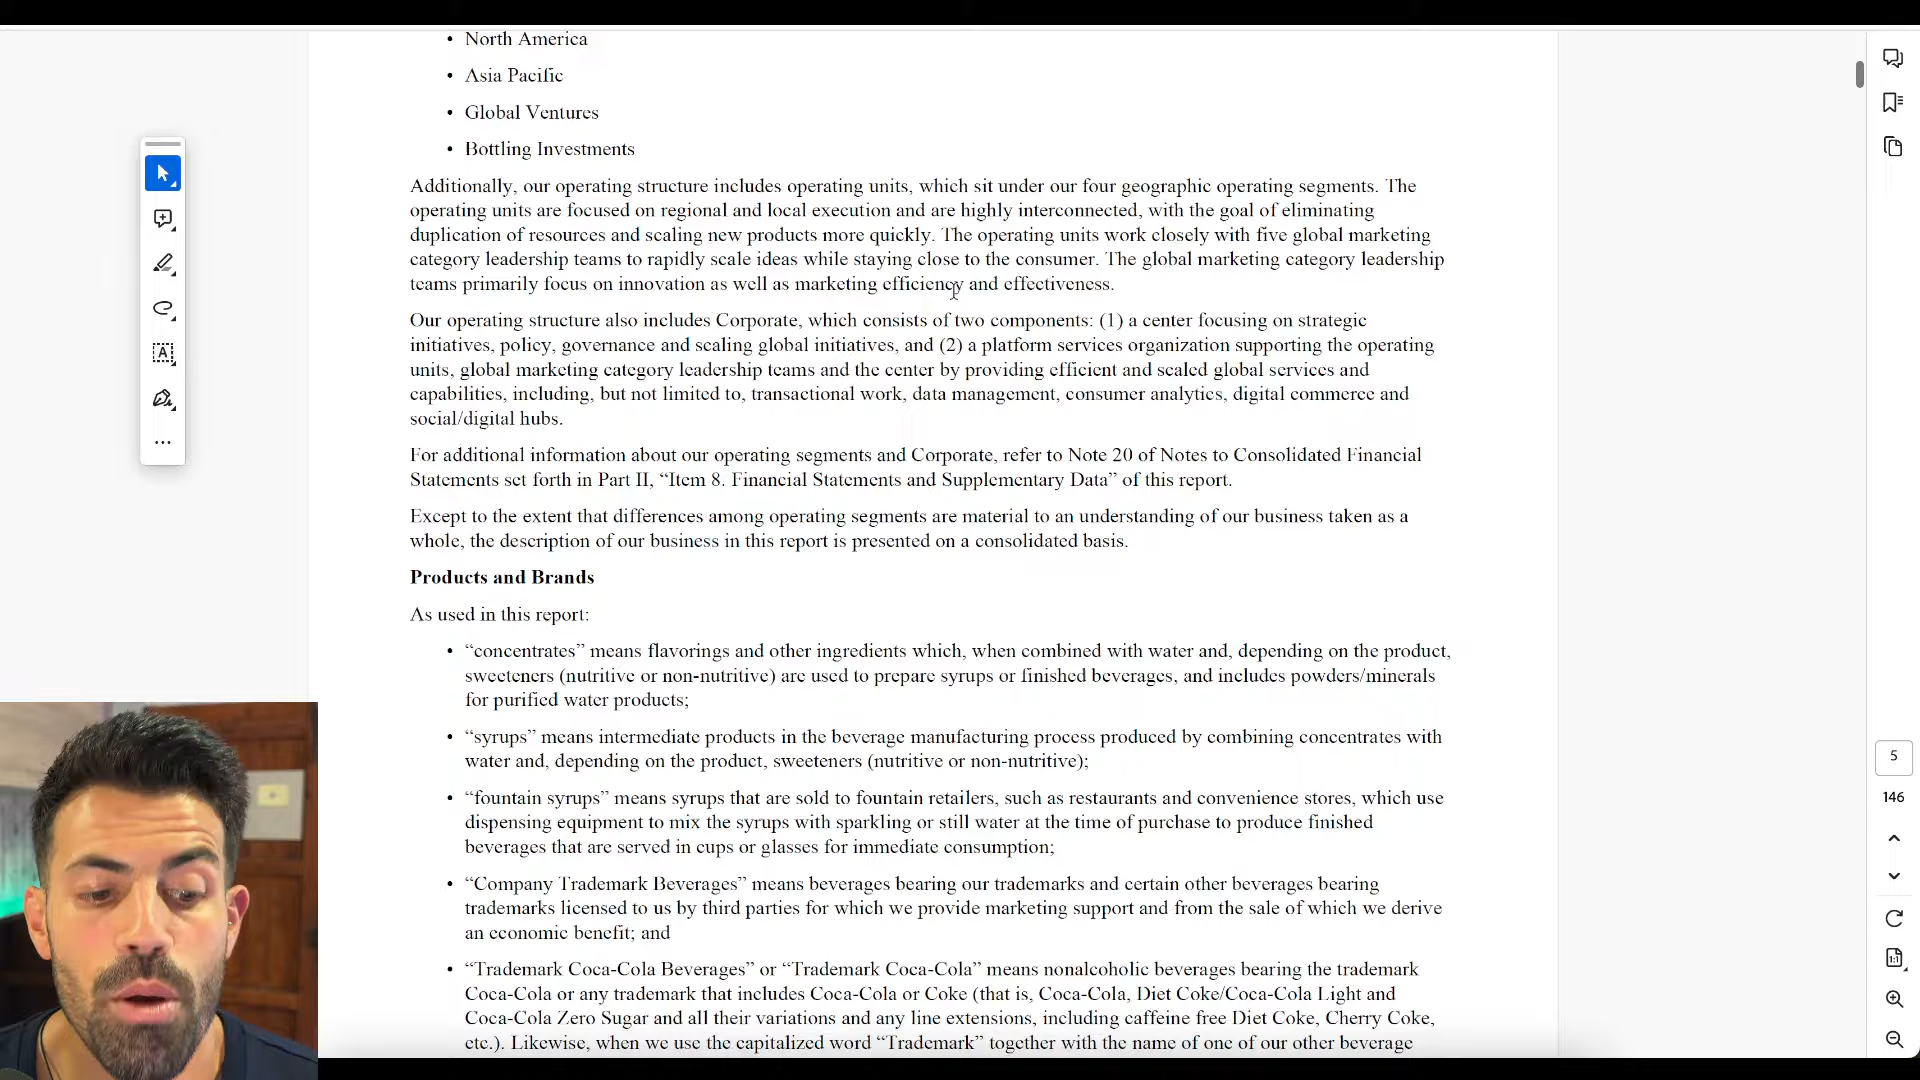 • North America
• Asia Pacific
• Global Ventures
• Bottling Investments
Additionally, our operating structure includes operating units, which sit under our four geographic operating segments. The
operating units are focused on regional and local execution and are highly interconnected, with the goal of eliminating
duplication of resources and scaling new products more quickly. The operating units work closely with five global marketing
category leadership teams to rapidly scale ideas while staying close to the consumer. The global marketing category leadership
teams primarily focus on innovation as well as marketing efficiency and effectiveness.
Our operating structure also includes Corporate, which consists of two components: (1) a center focusing on strategic
initiatives, policy, governance and scaling global initiatives, and (2) a platform services organization supporting the operating
units, global marketing category leadership teams and the center by providing efficient and scaled global services and
capabilities, including, but not limited to, transactional work, data management, consumer analytics, digital commerce and
social/digital hubs.
For additional information about our operating segments and Corporate, refer to Note 20 of Notes to Consolidated Financial
Statements set forth in Part II, “Item 8. Financial Statements and Supplementary Data” of this report.
Except to the extent that differences among operating segments are material to an understanding of our business taken as a
whole, the description of our business in this report is presented on a consolidated basis.
Products and Brands
As used in this report:
• “concentrates” means flavorings and other ingredients which, when combined with water and, depending on the product,
sweeteners (nutritive or non-nutritive) are used to prepare syrups or finished beverages, and includes powders/minerals
for purified water products;
• “syrups” means intermediate products in the beverage manufacturing process produced by combining concentrates with
water and, depending on the product, sweeteners (nutritive or non-nutritive);
• “fountain syrups” means syrups that are sold to fountain retailers, such as restaurants and convenience stores, which use
dispensing equipment to mix the syrups with sparkling or still water at the time of purchase to produce finished
beverages that are served in cups or glasses for immediate consumption;
• “Company Trademark Beverages” means beverages bearing our trademarks and certain other beverages bearing
trademarks licensed to us by third parties for which we provide marketing support and from the sale of which we derive
an economic benefit; and
• “Trademark Coca-Cola Beverages” or “Trademark Coca-Cola” means nonalcoholic beverages bearing the trademark
Coca-Cola or any trademark that includes Coca-Cola or Coke (that is, Coca-Cola, Diet Coke/Coca-Cola Light and
Coca-Cola Zero Sugar and all their variations and any line extensions, including caffeine free Diet Coke, Cherry Coke,
etc.). Likewise, when we use the capitalized word “Trademark” together with the name of one of our other beverage
A
5
146
1:1